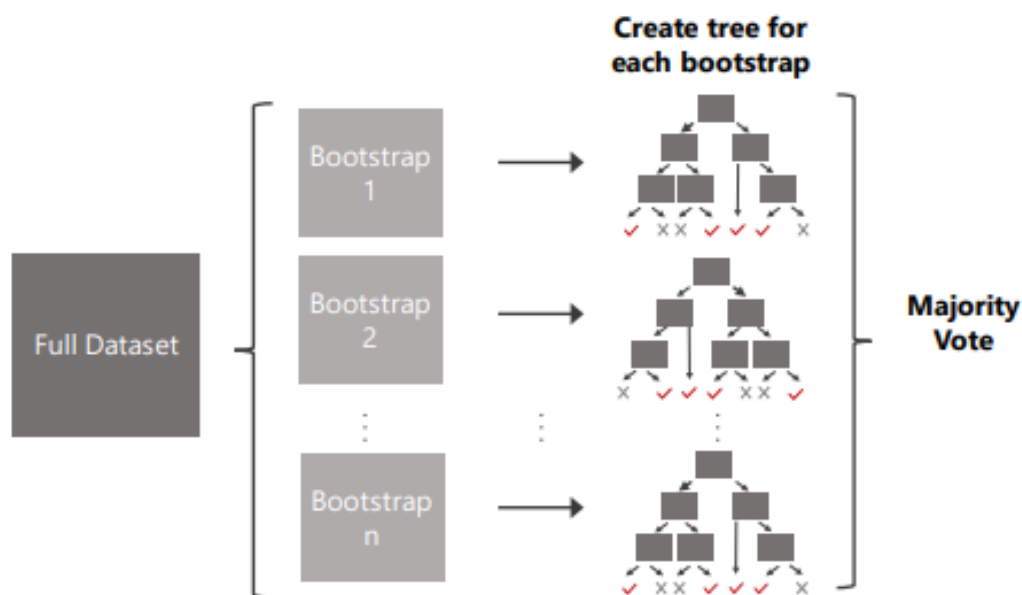 Create tree for
each bootstrap
Bootstrap
1
Full Dataset
Bootstrap
2
Majority
Vote
Bootstrap
n